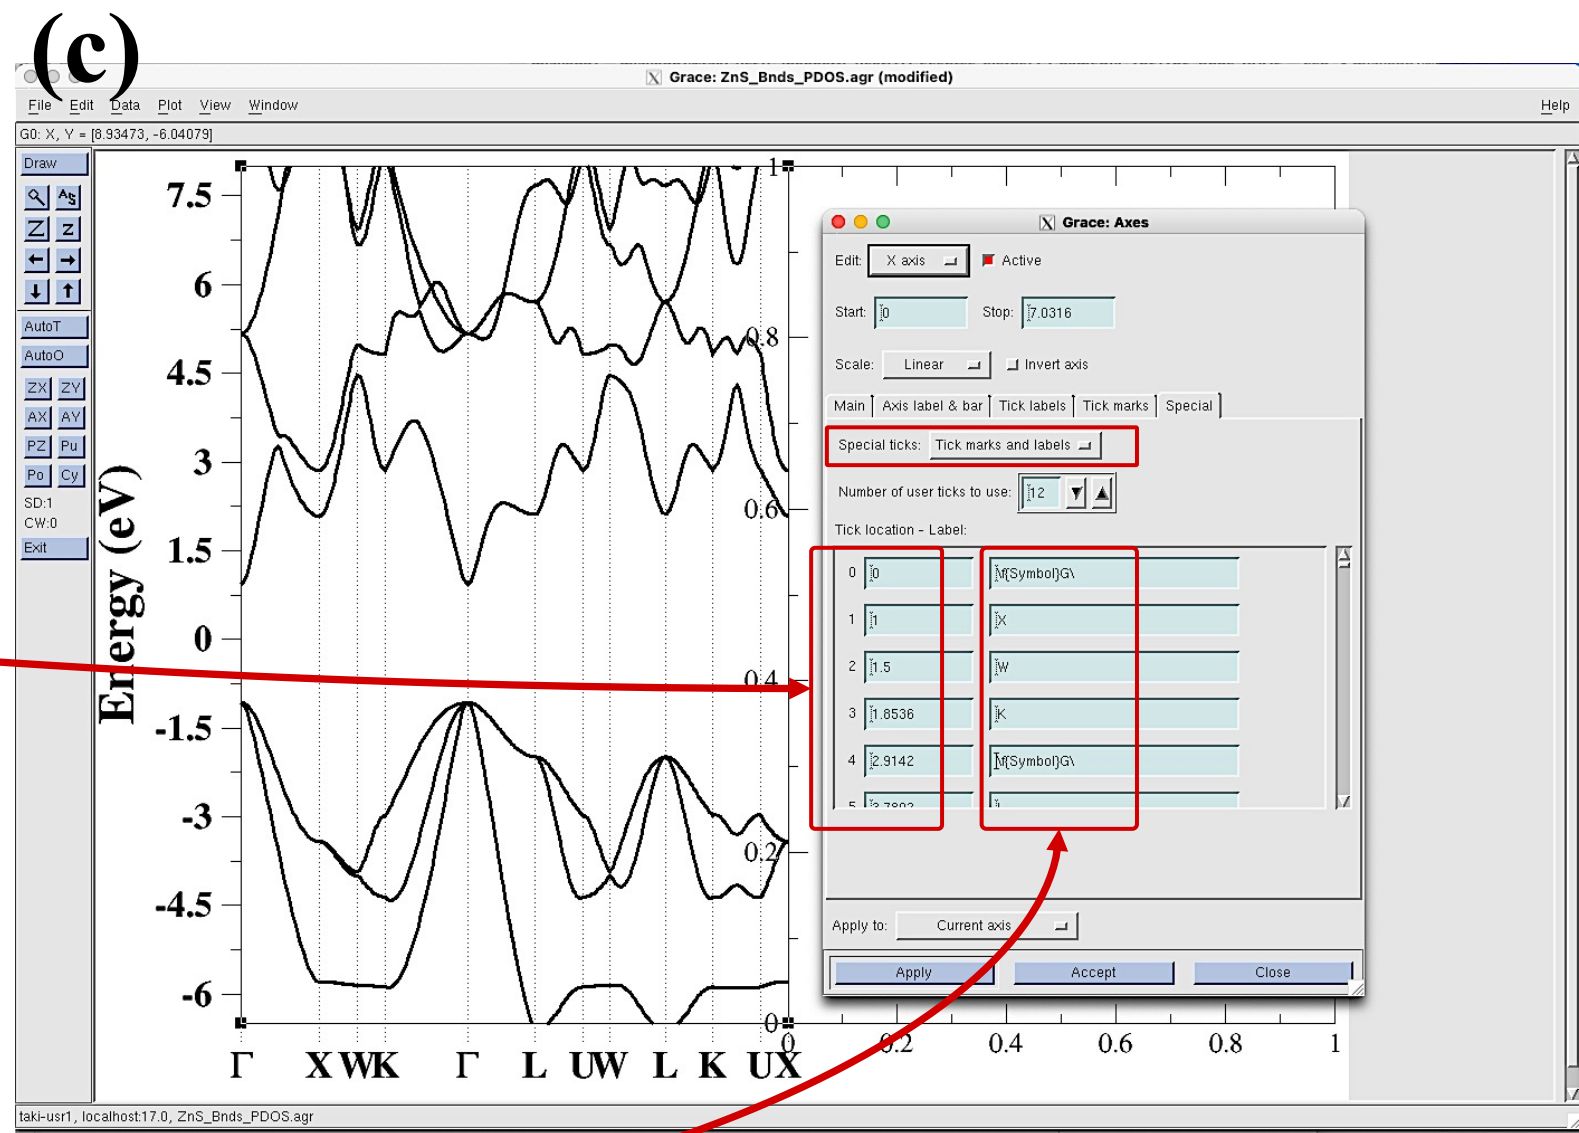 (c)
Grace: ZnS_Bnds_PDOS.agr (modified)
File Edit Data Plot View Window Help
G0: X, Y = [8.93473, -6.04079]
Draw
A S
Z z
AutoT
AutoO
ZX ZY
AX AY
PZ Pu
Po Cy
SD:1
CW:0
Exit
Energy (eV)
7.5
6
4.5
3
1.5
0
-1.5
-3
-4.5
-6
Γ X W K Γ L U W L K U X
1
0.8
0.6
0.4
0.2
0
0 0.2 0.4 0.6 0.8 1
Grace: Axes
Edit: X axis Active
Start: 0 Stop: 7.0316
Scale: Linear Invert axis
Main Axis label & bar Tick labels Tick marks Special
Special ticks: Tick marks and labels
Number of user ticks to use: 12
Tick location - Label:
0 0 \f{Symbol}G\
1 1 X
2 1.5 W
3 1.8536 K
4 2.9142 \f{Symbol}G\
Apply to: Current axis
Apply Accept Close
taki-usr1, localhost:17.0, ZnS_Bnds_PDOS.agr